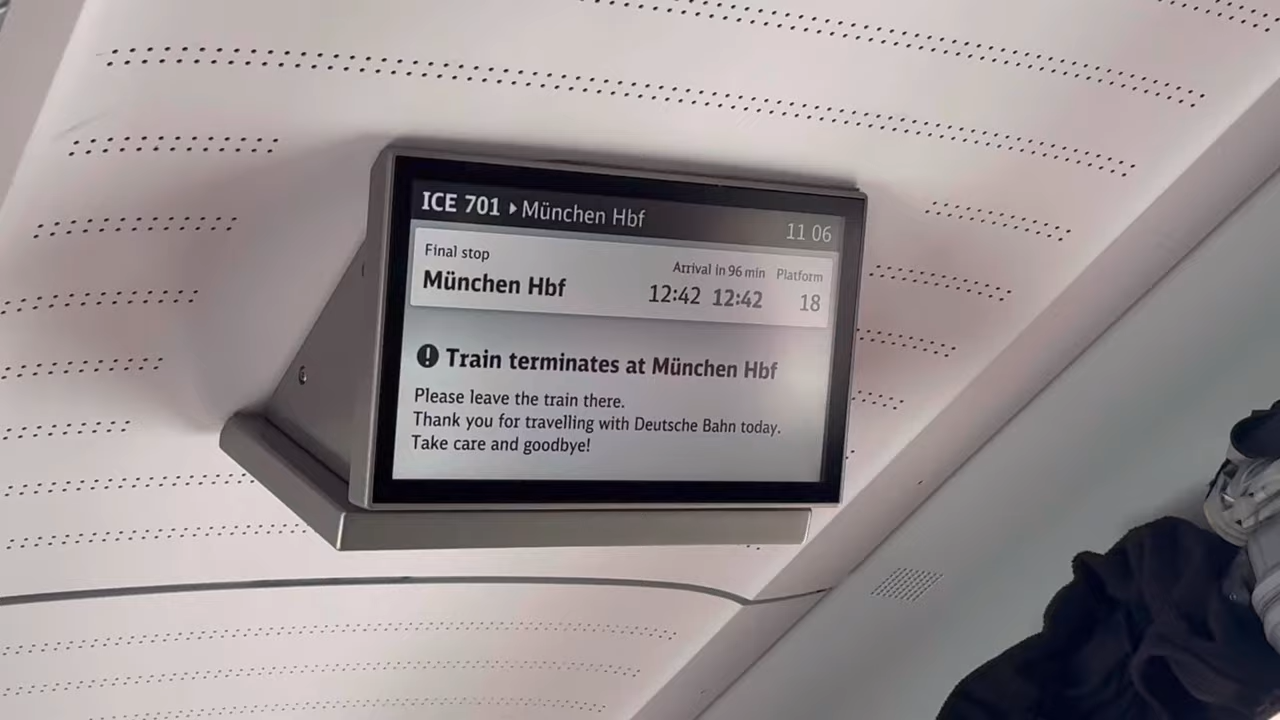 ICE 701 ▸ München Hbf
11 06
Final stop
Arrival in 96 min Platform
München Hbf 12:42 12:42 18
Train terminates at München Hbf
Please leave the train there.
Thank you for travelling with Deutsche Bahn today.
Take care and goodbye!